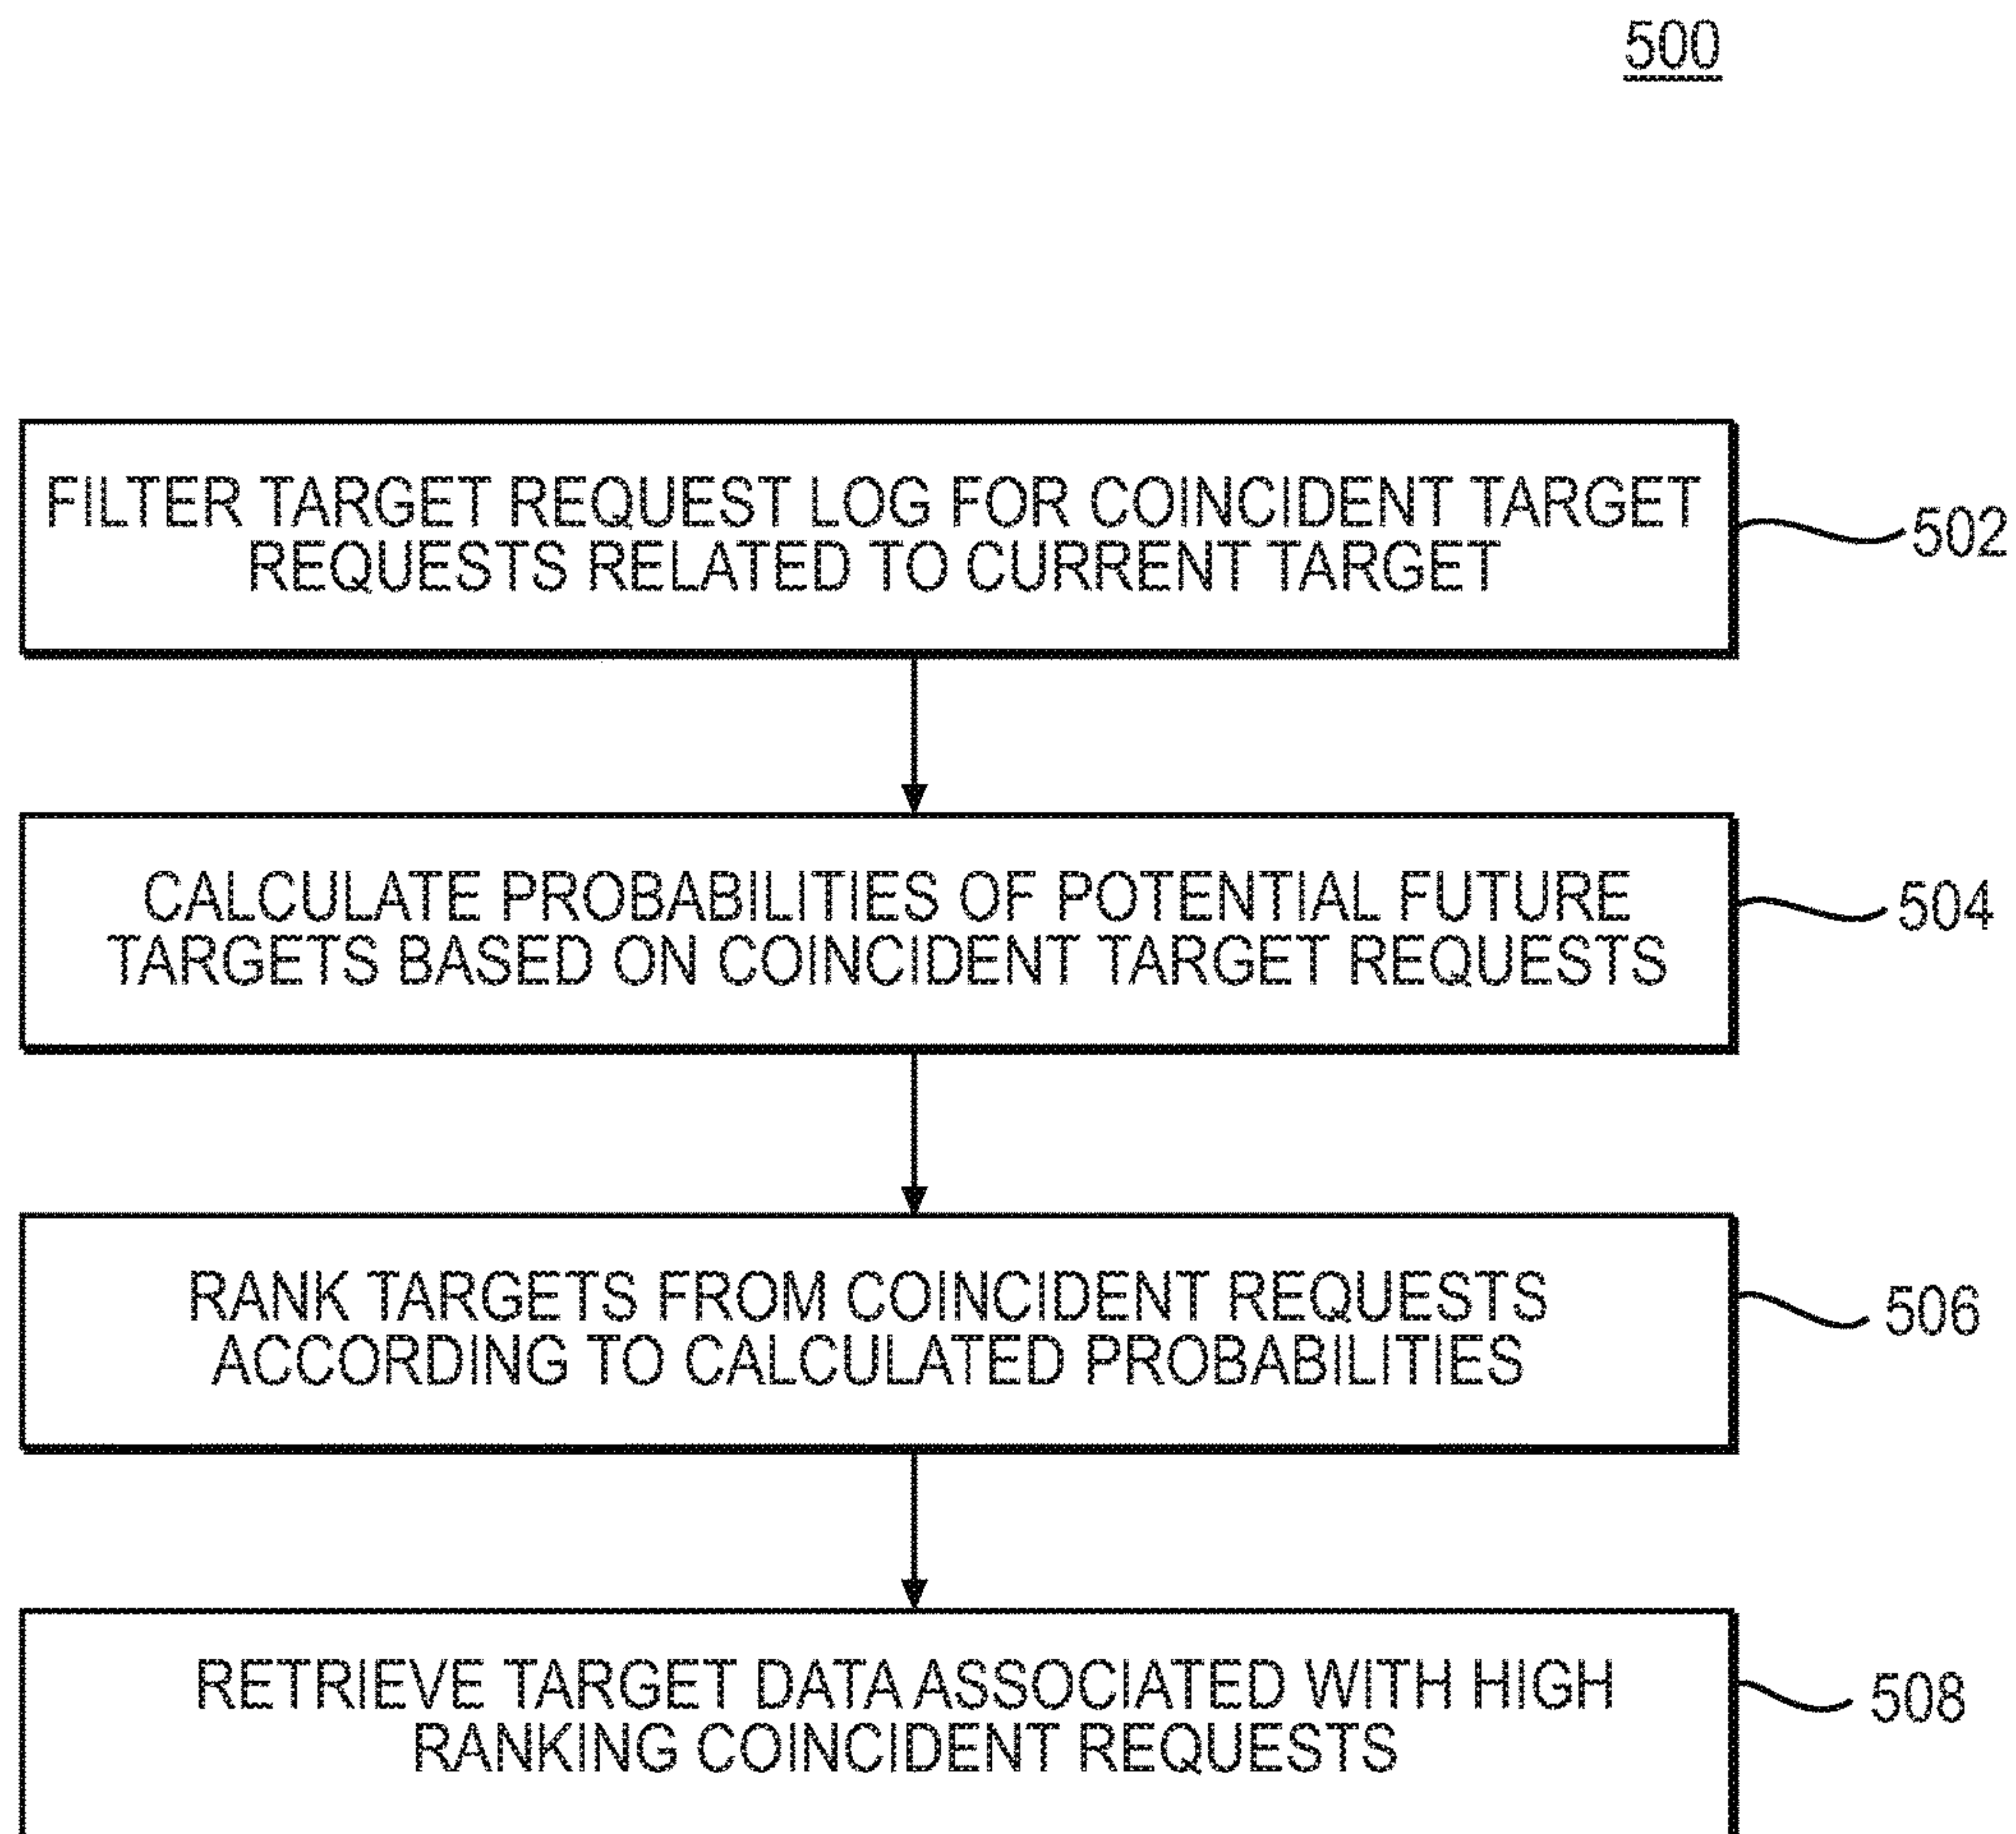 500
FILTER TARGET REQUEST LOG FOR COINCIDENT TARGET
REQUESTS RELATED TO CURRENT TARGET
502
CALCULATE PROBABILITIES OF POTENTIAL FUTURE
TARGETS BASED ON COINCIDENT TARGET REQUESTS
504
RANK TARGETS FROM COINCIDENT REQUESTS
ACCORDING TO CALCULATED PROBABILITIES
506
RETRIEVE TARGET DATA ASSOCIATED WITH HIGH
RANKING COINCIDENT REQUESTS
508